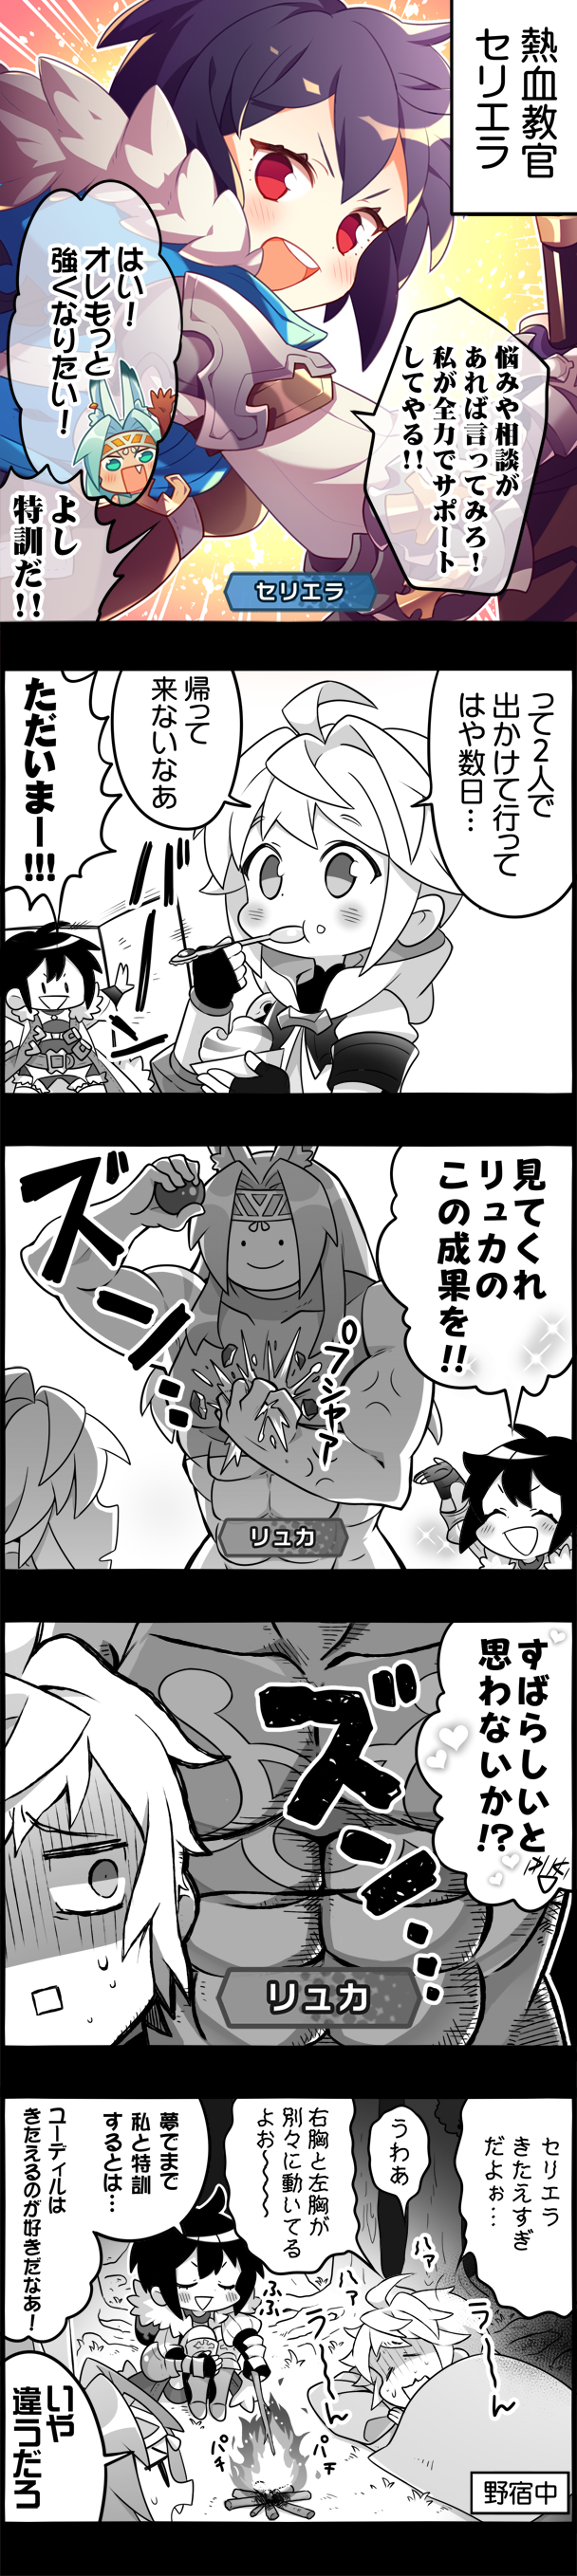 熱血教官
セリエラ
悩みや相談が
あれば言ってみろ!
私が全力でサポート
してやる!!
はい!
オレもっと
強くなりたい!
よし
特訓だ!!
セリエラ
って2人で
出かけて行って
はや数日…
帰って
来ないなあ
ただいまー!!!
バーン
見てくれ
リュカの
この成果を!!
ズンッ…
プシャァ
リュカ
すばらしいと
思わないか!?
ズンッ…
リュカ
セリエラ
きたえすぎ
だよぉ…
うわあ
右胸と左胸が
別々に動いてる
よお〜〜
夢でまで
私と特訓
するとは…
ユーディルは
きたえるのが好きだなあ!
ハァ
ハァ
ハァ
うーん
うーん
ふふ
パチ
パチ
いや
違うだろ
野宿中